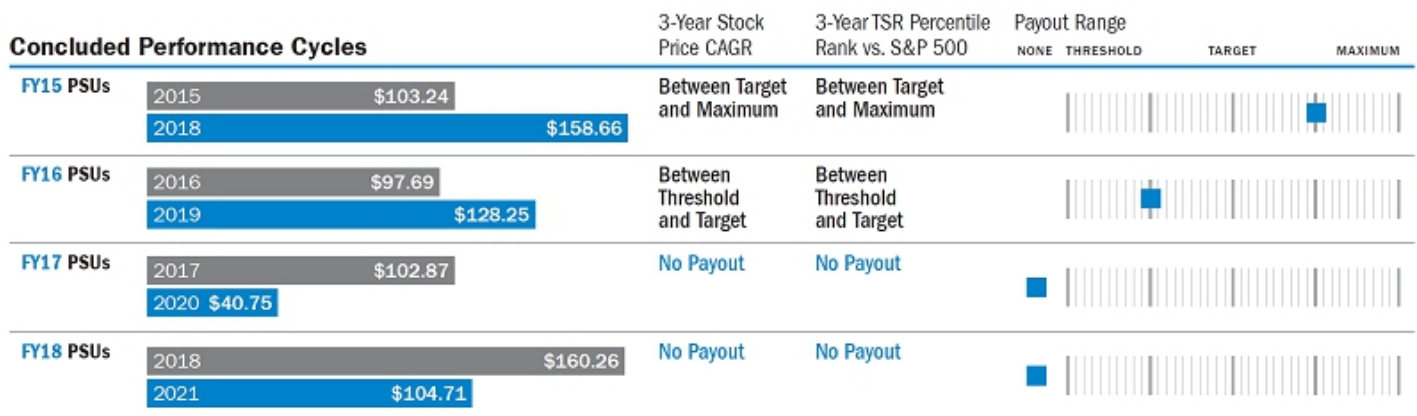 3-Year Stock 3-Year TSR Percentile Payout Range
Concluded Performance Cycles Price CAGR Rank vs. S&P 500 NONE THRESHOLD TARGET MAXIMUM
FY15 PSUs
2015 $103.24
2018 $158.66
Between Target
and Maximum
Between Target
and Maximum
FY16 PSUs
2016 $97.69
2019 $128.25
Between
Threshold
and Target
Between
Threshold
and Target
FY17 PSUs
2017 $102.87
2020 $40.75
No Payout
No Payout
FY18 PSUs
2018 $160.26
2021 $104.71
No Payout
No Payout